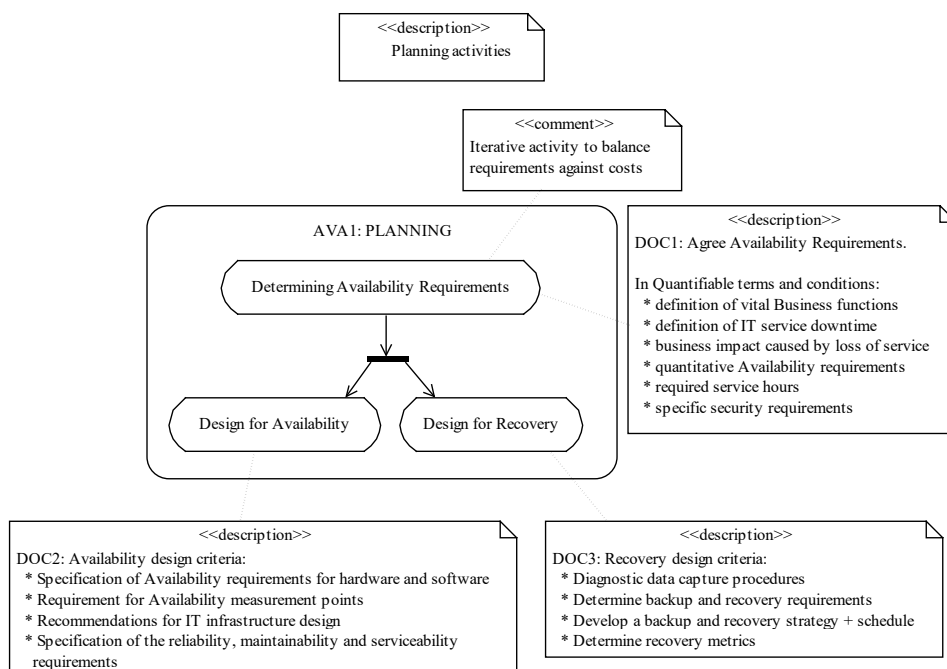 <<description>>
Planning activities
<<comment>>
Iterative activity to balance
requirements against costs
AVA1: PLANNING
Determining Availability Requirements
Design for Availability
Design for Recovery
<<description>>
DOC1: Agree Availability Requirements.
In Quantifiable terms and conditions:
* definition of vital Business functions
* definition of IT service downtime
* business impact caused by loss of service
* quantitative Availability requirements
* required service hours
* specific security requirements
<<description>>
DOC2: Availability design criteria:
* Specification of Availability requirements for hardware and software
* Requirement for Availability measurement points
* Recommendations for IT infrastructure design
* Specification of the reliability, maintainability and serviceability
requirements
<<description>>
DOC3: Recovery design criteria:
* Diagnostic data capture procedures
* Determine backup and recovery requirements
* Develop a backup and recovery strategy + schedule
* Determine recovery metrics